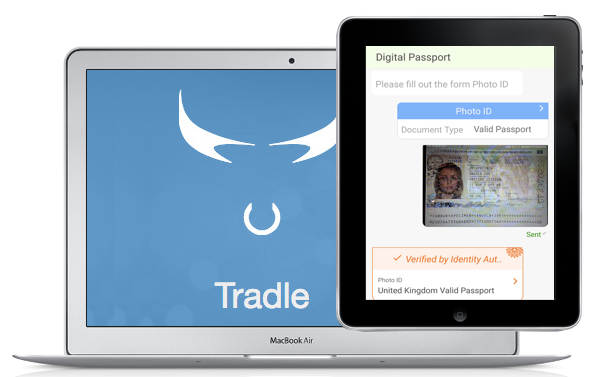 Tradle
MacBook Air
Digital Passport
Please fill out the form Photo ID
Photo ID
Document Type Valid Passport
Sent
Verified by Identity Aut..
Photo ID
United Kingdom Valid Passport